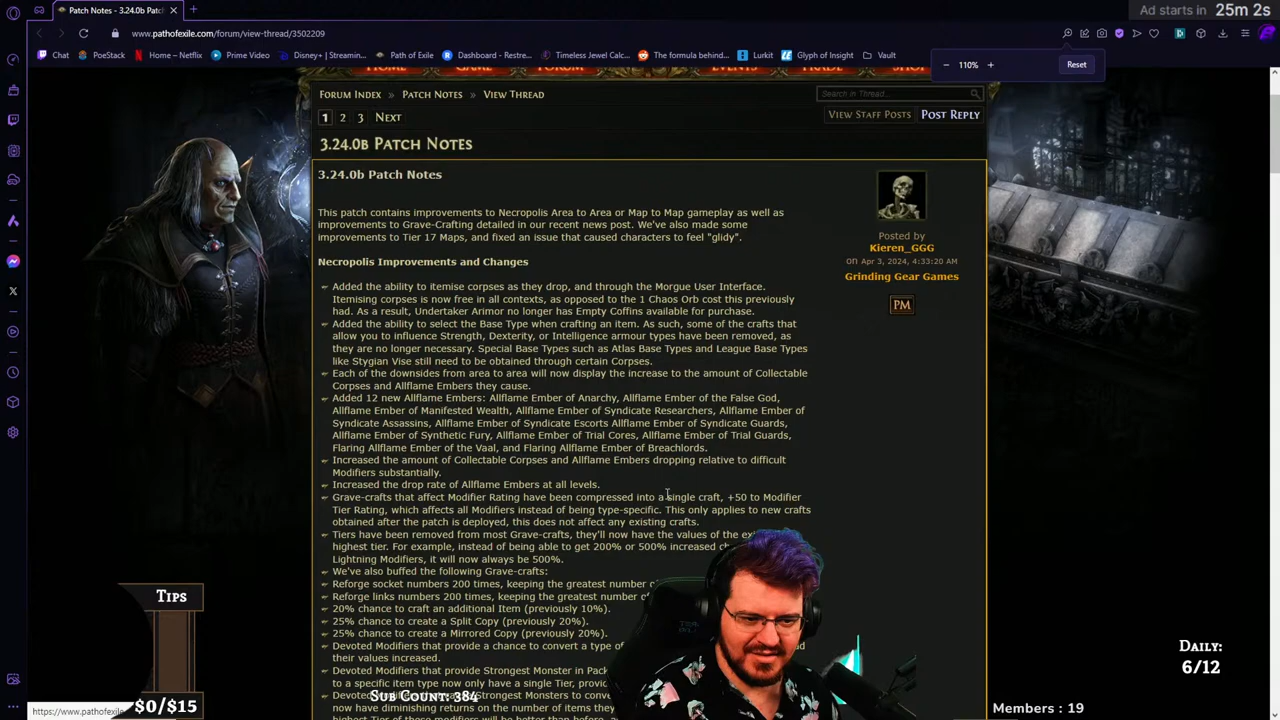 Patch Notes - 3.24.0b Patch
Ad starts in 25m 2s
www.pathofexile.com/forum/view-thread/3502209
Chat PoeStack Home – Netflix Prime Video Disney+ | Streamin... Path of Exile Dashboard - Restre... Timeless Jewel Calc... The formula behind... Lurkit Glyph of Insight Vault
110% Reset
HOME GAME FORUM EVENTS TRADE SHOP
FORUM INDEX » PATCH NOTES » VIEW THREAD
Search in Thread...
1 2 3 NEXT
VIEW STAFF POSTS POST REPLY
3.24.0B PATCH NOTES
3.24.0b Patch Notes
This patch contains improvements to Necropolis Area to Area or Map to Map gameplay as well as
improvements to Grave-Crafting detailed in our recent news post. We've also made some
improvements to Tier 17 Maps, and fixed an issue that caused characters to feel "glidy".
Posted by
Kieren_GGG
on Apr 3, 2024, 4:33:20 AM
Grinding Gear Games
PM
Necropolis Improvements and Changes
Added the ability to itemise corpses as they drop, and through the Morgue User Interface.
Itemising corpses is now free in all contexts, as opposed to the 1 Chaos Orb cost this previously
had. As a result, Undertaker Arimor no longer has Empty Coffins available for purchase.
Added the ability to select the Base Type when crafting an item. As such, some of the crafts that
allow you to influence Strength, Dexterity, or Intelligence armour types have been removed, as
they are no longer necessary. Special Base Types such as Atlas Base Types and League Base Types
like Stygian Vise still need to be obtained through certain Corpses.
Each of the downsides from area to area will now display the increase to the amount of Collectable
Corpses and Allflame Embers they cause.
Added 12 new Allflame Embers: Allflame Ember of Anarchy, Allflame Ember of the False God,
Allflame Ember of Manifested Wealth, Allflame Ember of Syndicate Researchers, Allflame Ember of
Syndicate Assassins, Allflame Ember of Syndicate Escorts Allflame Ember of Syndicate Guards,
Allflame Ember of Synthetic Fury, Allflame Ember of Trial Cores, Allflame Ember of Trial Guards,
Flaring Allflame Ember of the Vaal, and Flaring Allflame Ember of Breachlords.
Increased the amount of Collectable Corpses and Allflame Embers dropping relative to difficult
Modifiers substantially.
Increased the drop rate of Allflame Embers at all levels.
Grave-crafts that affect Modifier Rating have been compressed into a single craft, +50 to Modifier
Tier Rating, which affects all Modifiers instead of being type-specific. This only applies to new crafts
obtained after the patch is deployed, this does not affect any existing crafts.
Tiers have been removed from most Grave-crafts, they'll now have the values of the
highest tier. For example, instead of being able to get 200% or 500% increased
Lightning Modifiers, it will now always be 500%.
We've also buffed the following Grave-crafts:
Reforge socket numbers 200 times, keeping the greatest number
Reforge links numbers 200 times, keeping the greatest number
20% chance to craft an additional Item (previously 10%).
25% chance to create a Split Copy (previously 20%).
25% chance to create a Mirrored Copy (previously 20%).
Devoted Modifiers that provide a chance to convert a type
their values increased.
Devoted Modifiers that provide Strongest Monster in Pack
to a specific item type now only have a single Tier,
Strongest Monsters to
now have diminishing returns on the number of items
TIPS
$0/$15
SUB COUNT: 384
DAILY:
6/12
Members : 19
https://www.pathofexile...